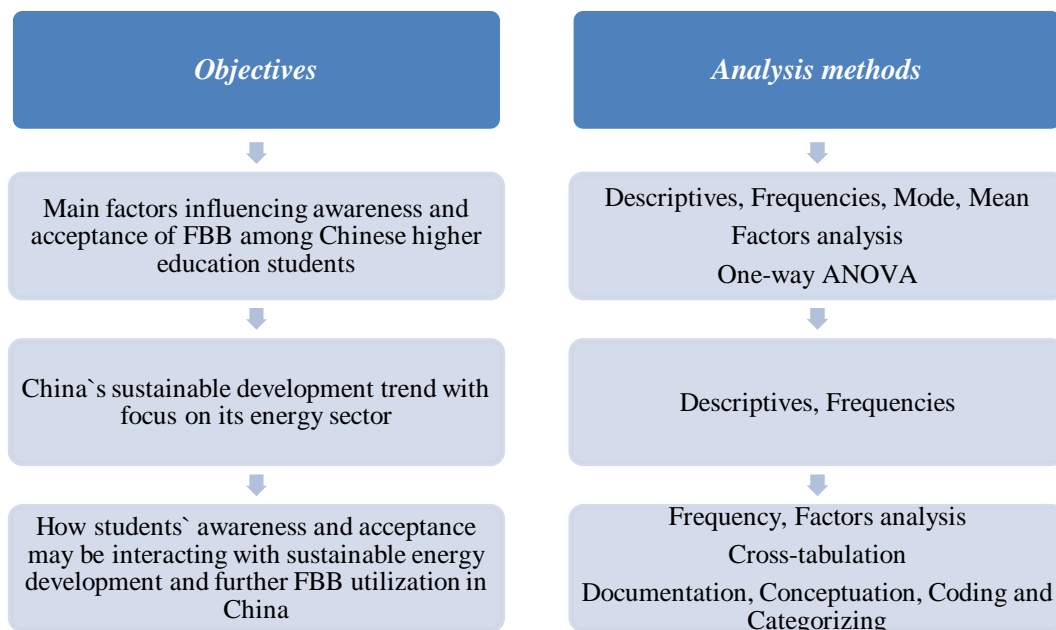 Objectives
Main factors influencing awareness and
acceptance of FBB among Chinese higher
education students
China`s sustainable development trend with
focus on its energy sector
How students` awareness and acceptance
may be interacting with sustainable energy
development and further FBB utilization in
China
Analysis methods
Descriptives, Frequencies, Mode, Mean
Factors analysis
One-way ANOVA
Descriptives, Frequencies
Frequency, Factors analysis
Cross-tabulation
Documentation, Conceptuation, Coding and
Categorizing